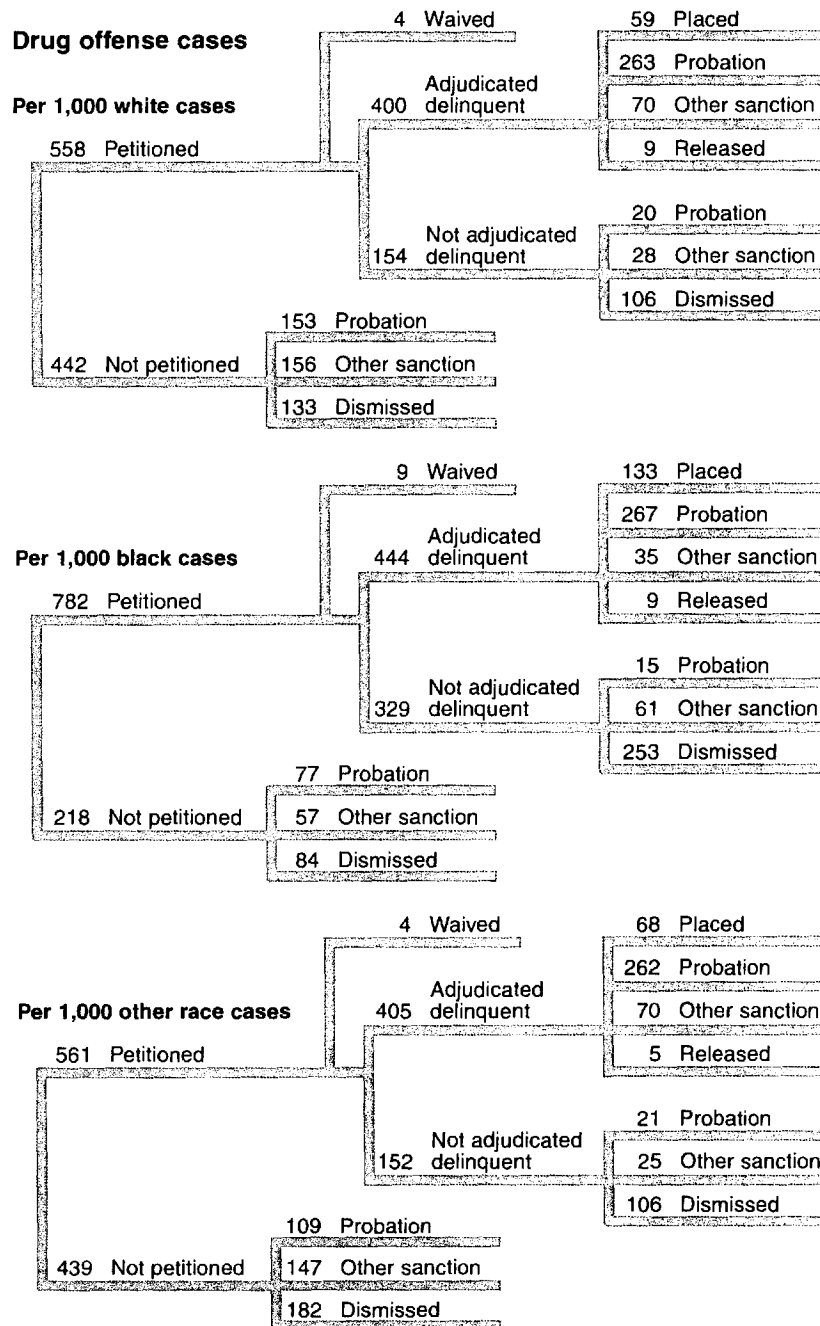 Drug offense cases
Per 1,000 white cases
4 Waived
59 Placed
263 Probation
Adjudicated
400 delinquent
70 Other sanction
558 Petitioned
9 Released
20 Probation
Not adjudicated
154 delinquent
28 Other sanction
106 Dismissed
153 Probation
442 Not petitioned
156 Other sanction
133 Dismissed
Per 1,000 black cases
9 Waived
133 Placed
267 Probation
Adjudicated
444 delinquent
35 Other sanction
782 Petitioned
9 Released
15 Probation
Not adjudicated
329 delinquent
61 Other sanction
253 Dismissed
77 Probation
218 Not petitioned
57 Other sanction
84 Dismissed
Per 1,000 other race cases
4 Waived
68 Placed
262 Probation
Adjudicated
405 delinquent
70 Other sanction
561 Petitioned
5 Released
21 Probation
Not adjudicated
152 delinquent
25 Other sanction
106 Dismissed
109 Probation
439 Not petitioned
147 Other sanction
182 Dismissed